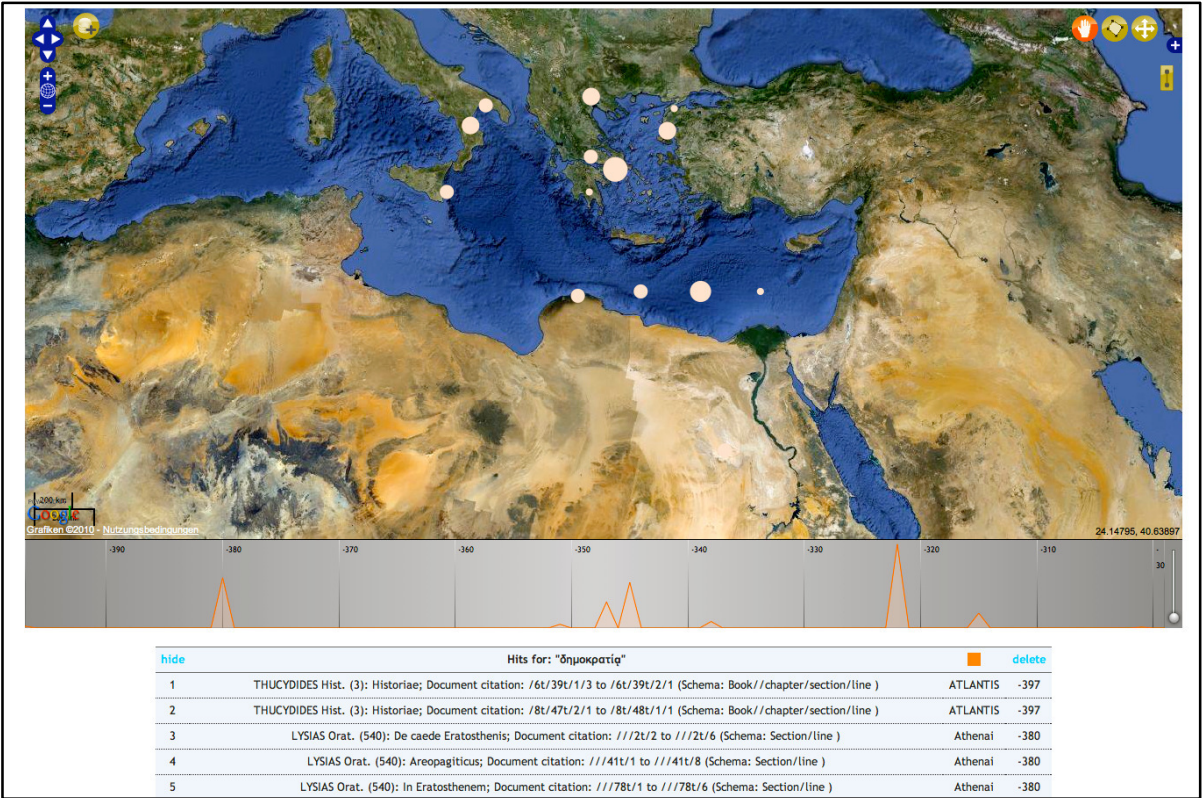 200 km
Google
Grafiken ©2010 - Nutzungsbedingungen
24.14795, 40.63897
-390 -380 -370 -360 -350 -340 -330 -320 -310 -30
hide Hits for: "δημοκρατίᾳ" delete
1 THUCYDIDES Hist. (3): Historiae; Document citation: /6t/39t/1/3 to /6t/39t/2/1 (Schema: Book//chapter/section/line ) ATLANTIS -397
2 THUCYDIDES Hist. (3): Historiae; Document citation: /8t/47t/2/1 to /8t/48t/1/1 (Schema: Book//chapter/section/line ) ATLANTIS -397
3 LYSIAS Orat. (540): De caede Eratosthenis; Document citation: ///2t/2 to ///2t/6 (Schema: Section/line ) Athenai -380
4 LYSIAS Orat. (540): Areopagiticus; Document citation: ///41t/1 to ///41t/8 (Schema: Section/line ) Athenai -380
5 LYSIAS Orat. (540): In Eratosthenem; Document citation: ///78t/1 to ///78t/6 (Schema: Section/line ) Athenai -380